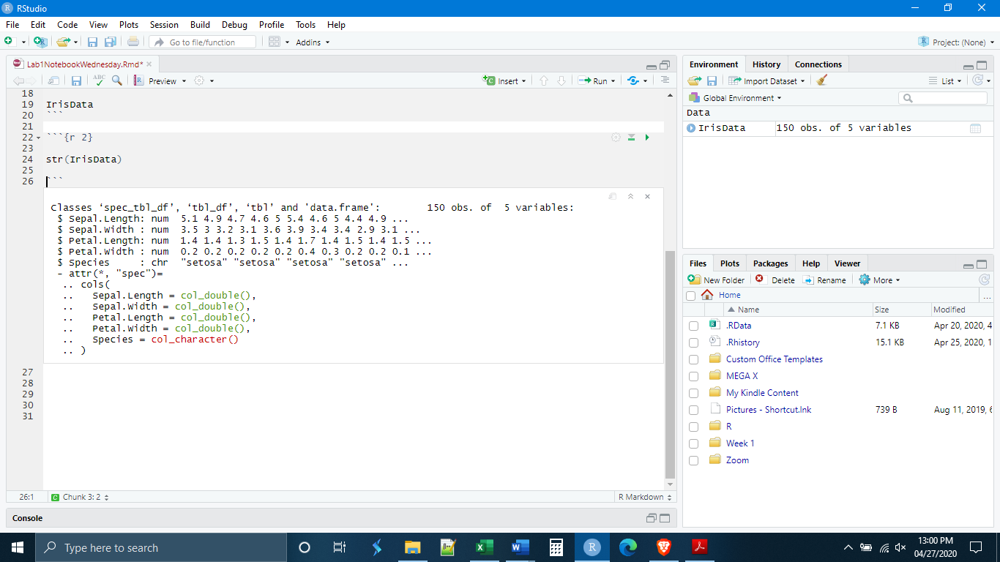 RStudio
File Edit Code View Plots Session Build Debug Profile Tools Help
Go to file/function Addins Project: (None)
Lab1NotebookWednesday.Rmd*
ABC Preview Insert Run
18
19 IrisData
20 ```
21
22 ```{r 2}
23
24 str(IrisData)
25
26 ```
Classes ‘spec_tbl_df’, ‘tbl_df’, ‘tbl’ and 'data.frame': 150 obs. of 5 variables:
$ Sepal.Length: num 5.1 4.9 4.7 4.6 5 5.4 4.6 5 4.4 4.9 ...
$ Sepal.Width : num 3.5 3 3.2 3.1 3.6 3.9 3.4 3.4 2.9 3.1 ...
$ Petal.Length: num 1.4 1.4 1.3 1.5 1.4 1.7 1.4 1.5 1.4 1.5 ...
$ Petal.Width : num 0.2 0.2 0.2 0.2 0.2 0.4 0.3 0.2 0.2 0.1 ...
$ Species : chr "setosa" "setosa" "setosa" "setosa" ...
- attr(*, "spec")=
.. cols(
.. Sepal.Length = col_double(),
.. Sepal.Width = col_double(),
.. Petal.Length = col_double(),
.. Petal.Width = col_double(),
.. Species = col_character()
.. )
27
28
29
30
31
26:1 C Chunk 3: 2 R Markdown
Console
Environment History Connections
Import Dataset List
Global Environment
Data
IrisData 150 obs. of 5 variables
Files Plots Packages Help Viewer
New Folder Delete Rename More
Home ...
Name Size Modified
.RData 7.1 KB Apr 20, 2020, 4
.Rhistory 15.1 KB Apr 25, 2020, 1
Custom Office Templates
MEGA X
My Kindle Content
Pictures - Shortcut.lnk 739 B Aug 11, 2019, 6
R
Week 1
Zoom
Type here to search
13:00 PM
04/27/2020